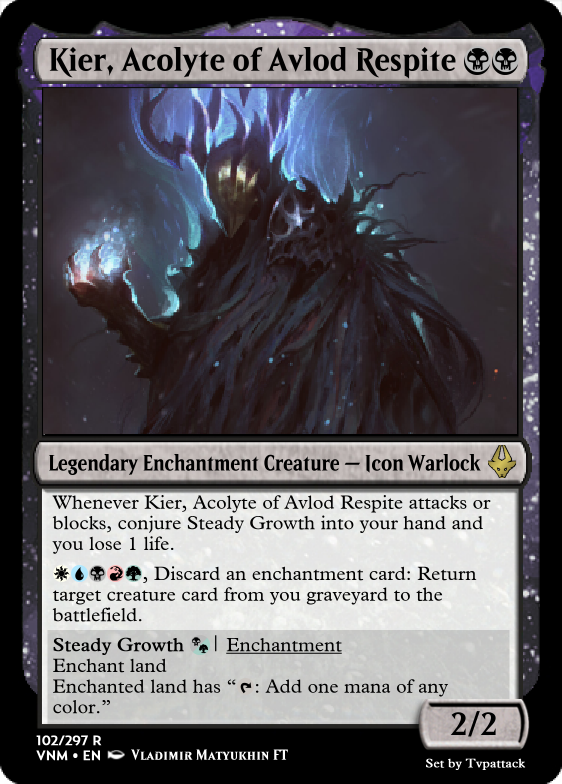 Kier, Acolyte of Avlod Respite
Legendary Enchantment Creature — Icon Warlock
Whenever Kier, Acolyte of Avlod Respite attacks or
blocks, conjure Steady Growth into your hand and
you lose 1 life.
, Discard an enchantment card: Return
target creature card from you graveyard to the
battlefield.
Steady Growth | Enchantment
Enchant land
Enchanted land has “ : Add one mana of any
color.”
2/2
102/297 R
VNM • EN Vladimir Matyukhin FT
Set by Tvpattack